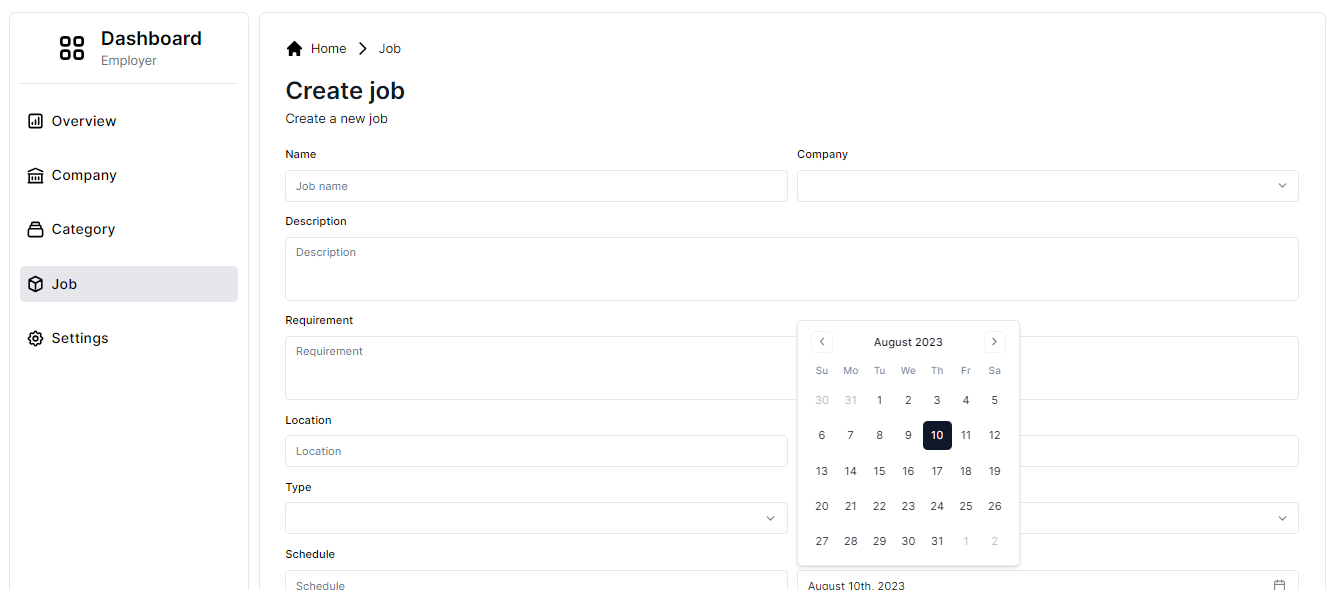 Dashboard
Employer
Overview
Company
Category
Job
Settings
Home > Job
Create job
Create a new job
Name
Job name
Company
Description
Description
Requirement
Requirement
Location
Location
Type
Schedule
Schedule
August 2023
Su Mo Tu We Th Fr Sa
30 31 1 2 3 4 5
6 7 8 9 10 11 12
13 14 15 16 17 18 19
20 21 22 23 24 25 26
27 28 29 30 31 1 2
August 10th, 2023